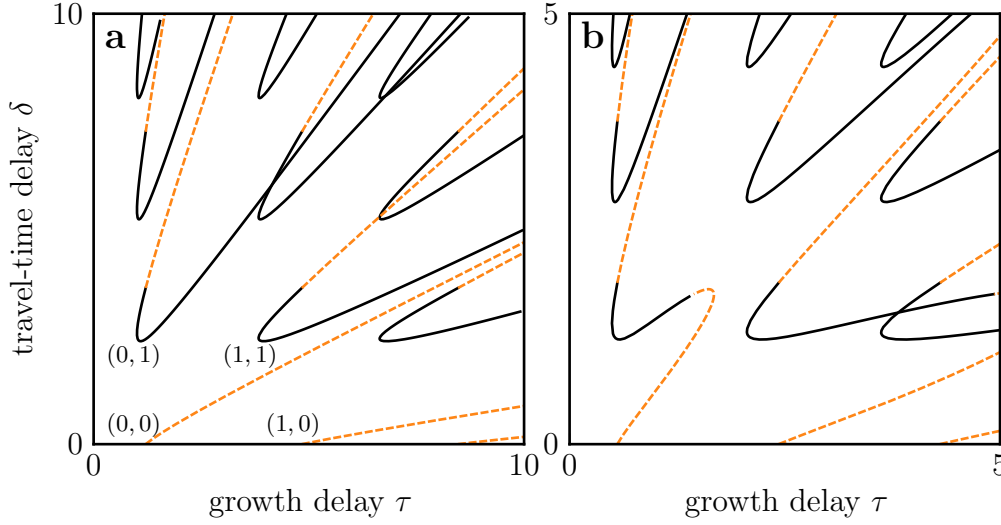 10
a
travel-time delay δ
(0, 1)
(1, 1)
(0, 0)
(1, 0)
0
0
10
growth delay τ
5
b
0
0
5
growth delay τ